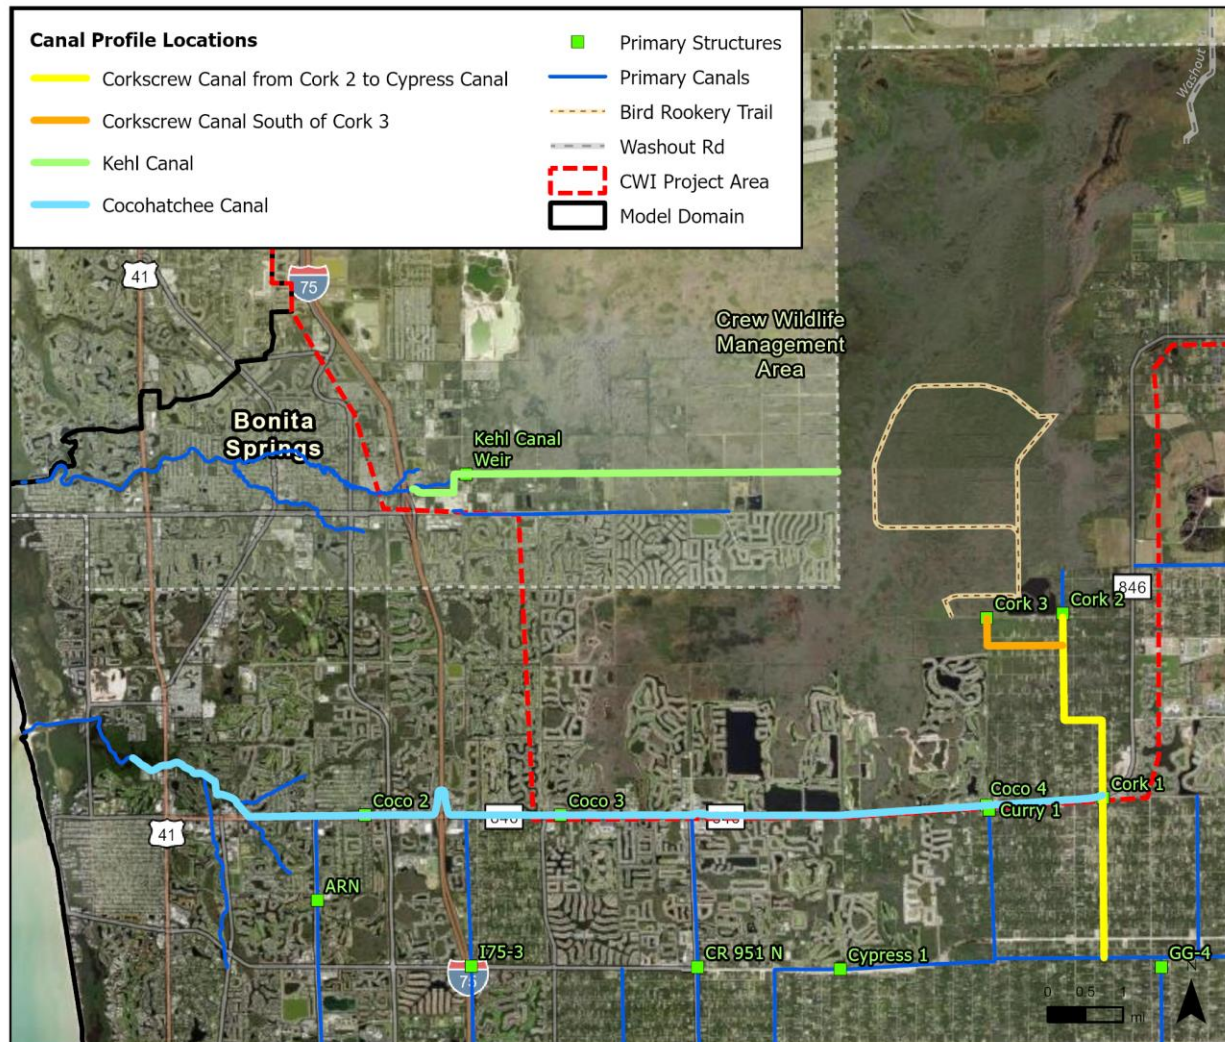 Canal Profile Locations
Corkscrew Canal from Cork 2 to Cypress Canal
Corkscrew Canal South of Cork 3
Kehl Canal
Cocohatchee Canal
Primary Structures
Primary Canals
Bird Rookery Trail
Washout Rd
CWI Project Area
Model Domain
Washout
41
75
Crew Wildlife
Management
Area
Bonita
Springs
Kehl Canal
Weir
846
Cork 3
Cork 2
Cork 1
Coco 4
Curry 1
Coco 2
Coco 3
41
ARN
I75-3
CR 951 N
Cypress 1
GG-4
75
N
0 0.5 1
mi